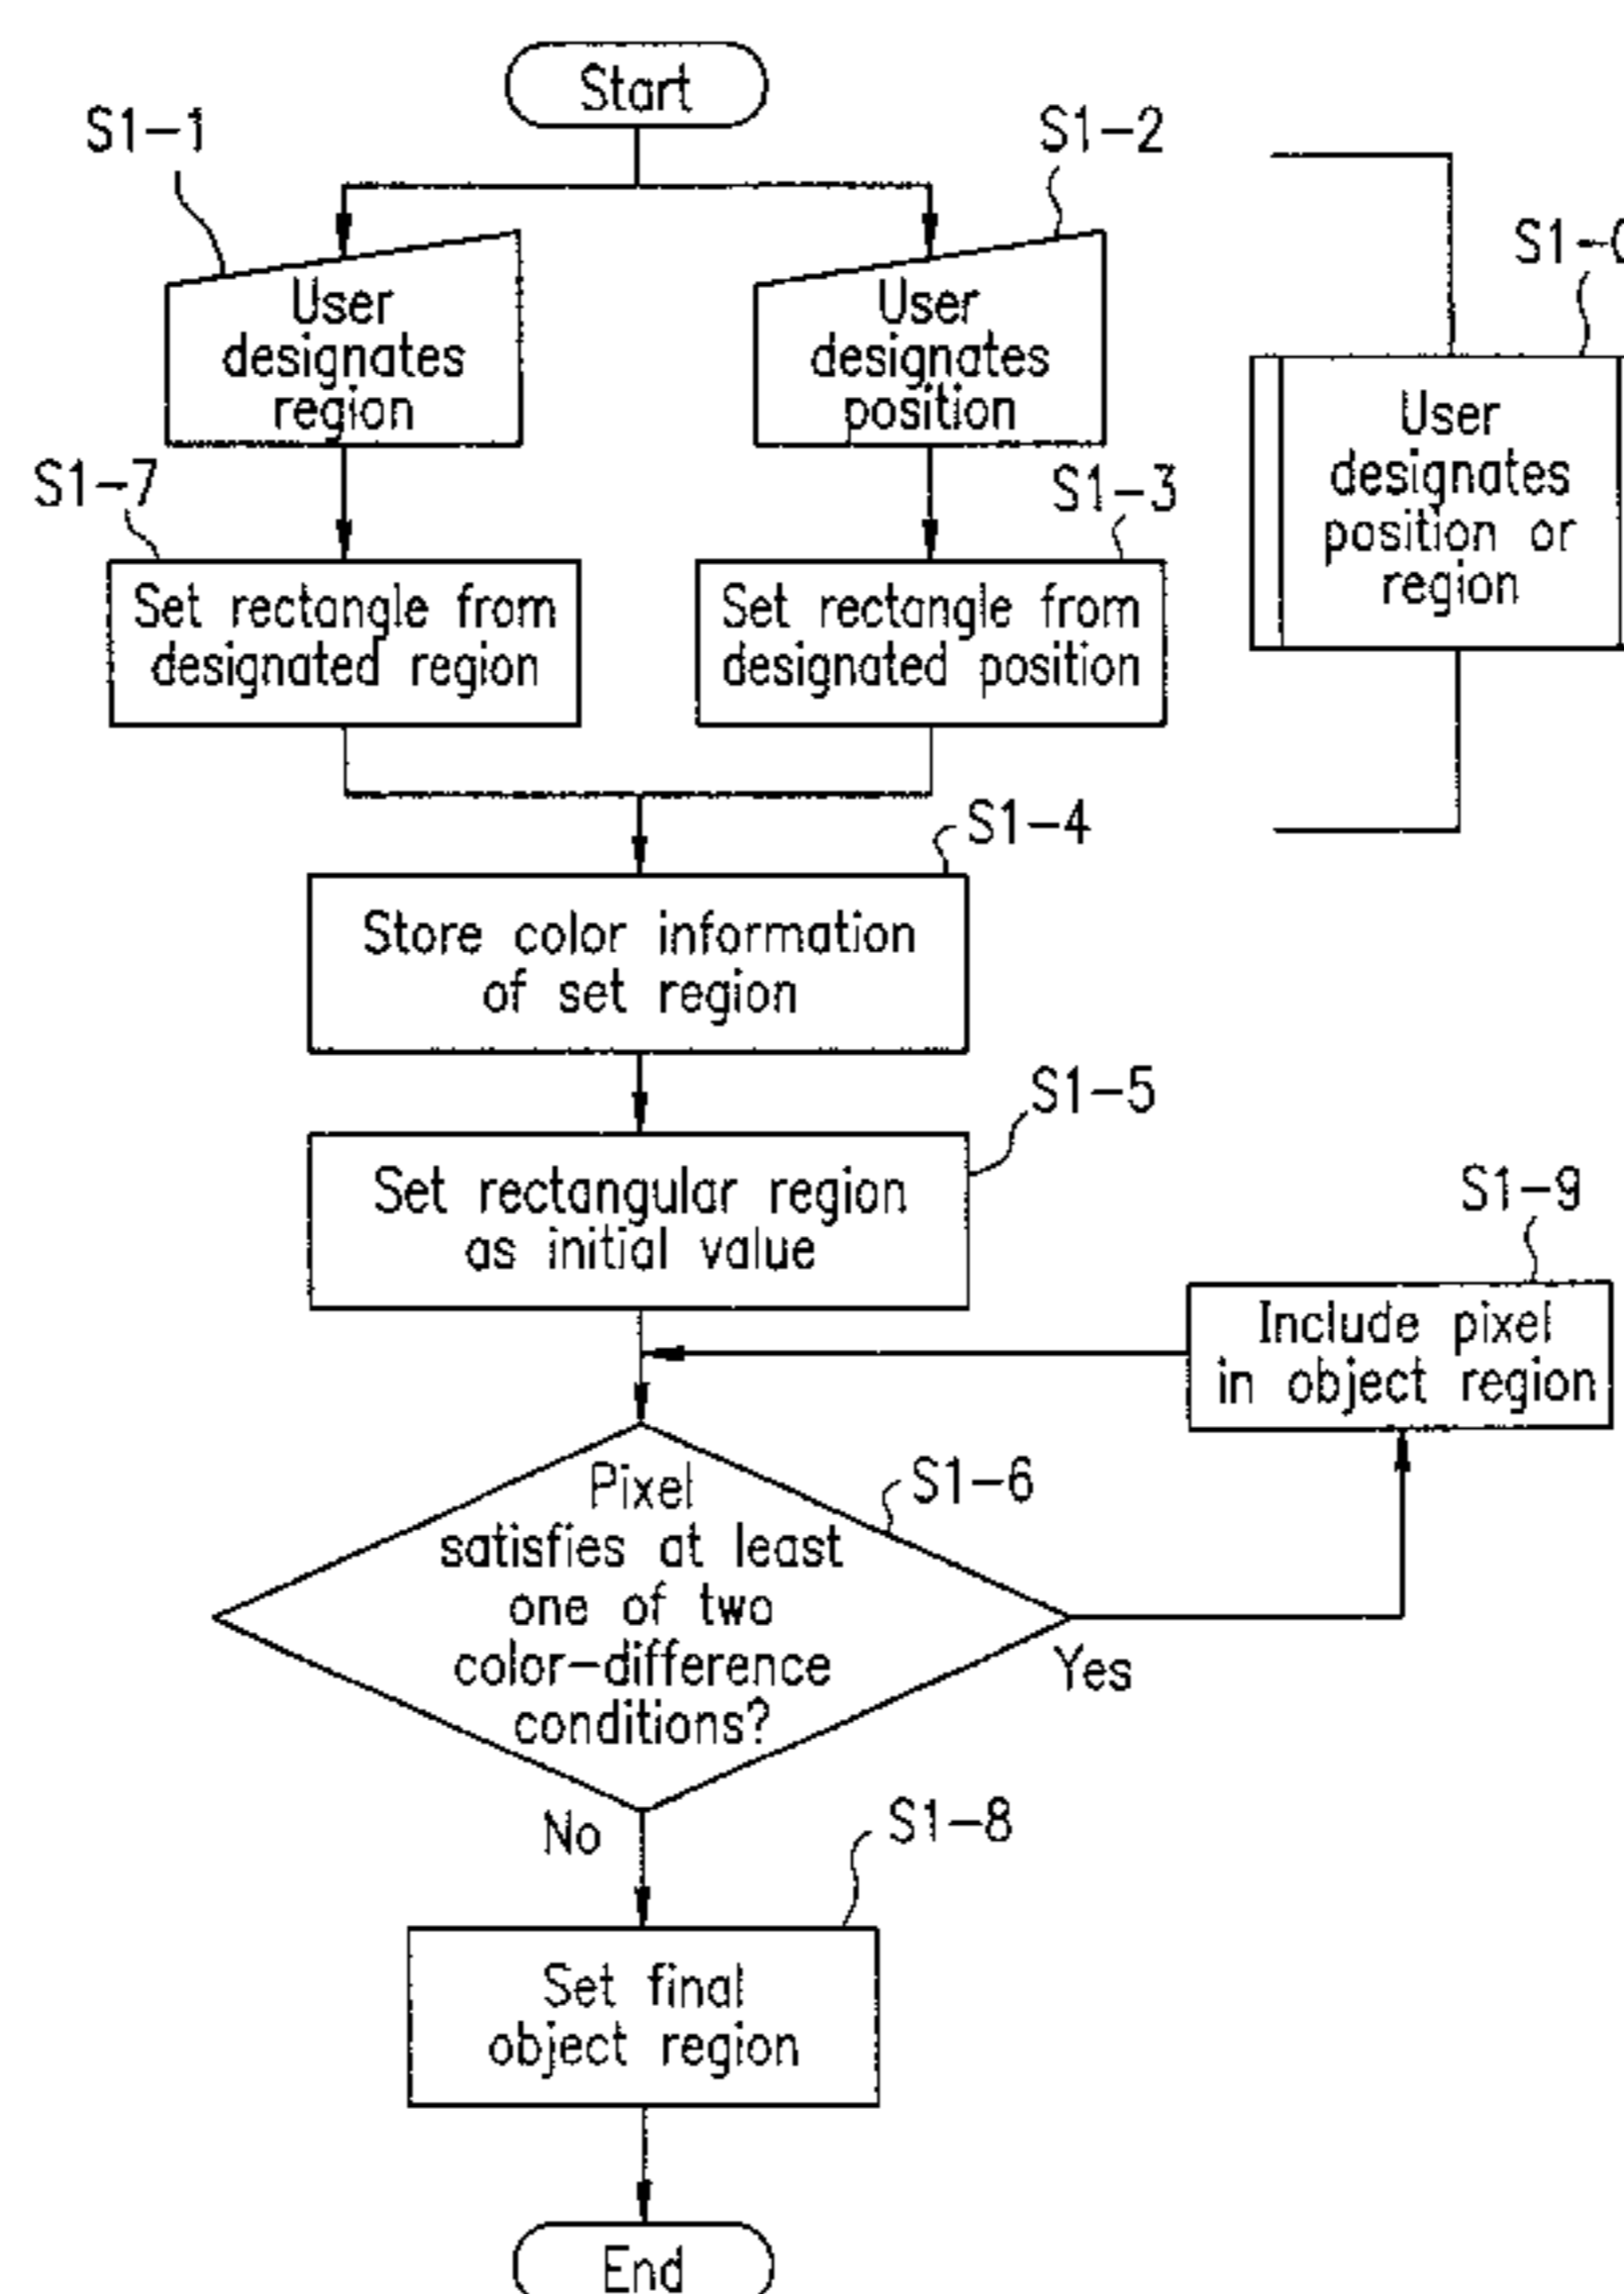 Start
S1-1
S1-2
S1-0
User
designates
region
User
designates
position
User
designates
position or
region
S1-7
S1-3
Set rectangle from
designated region
Set rectangle from
designated position
S1-4
Store color information
of set region
S1-5
Set rectangular region
as initial value
S1-9
Include pixel
in object region
S1-6
Pixel
satisfies at least
one of two
color-difference
conditions?
Yes
No
S1-8
Set final
object region
End